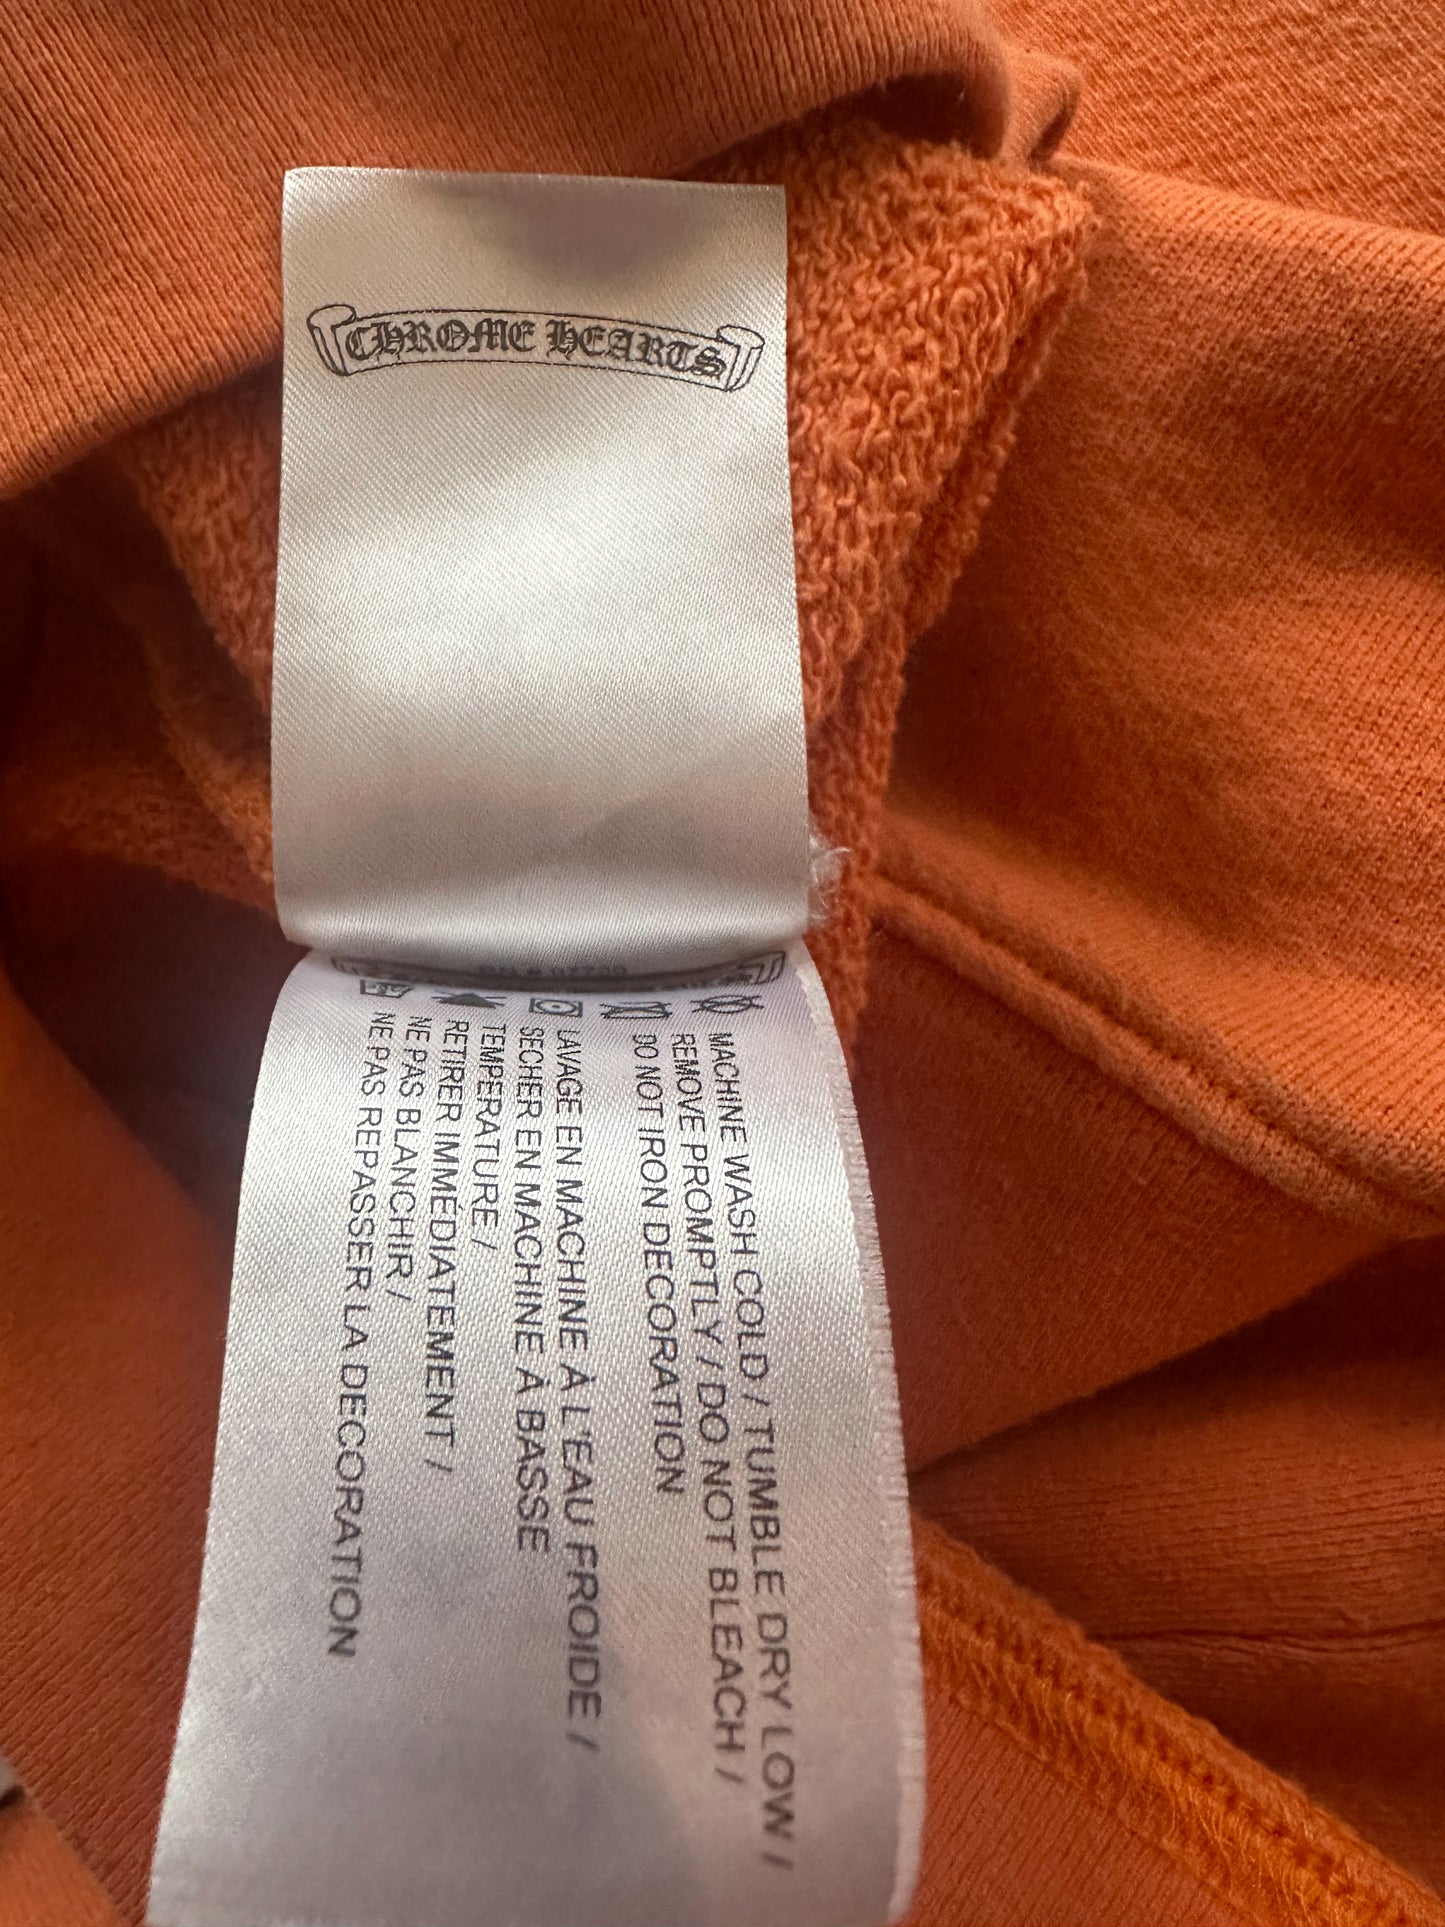 CHROME HEARTS
MACHINE WASH COLD / TUMBLE DRY LOW /
REMOVE PROMPTLY / DO NOT BLEACH /
DO NOT IRON DECORATION
LAVAGE EN MACHINE À L'EAU FROIDE /
SECHER EN MACHINE À BASSE
TEMPERATURE /
RETIRER IMMÉDIATEMENT /
NE PAS BLANCHIR /
NE PAS REPASSER LA DECORATION